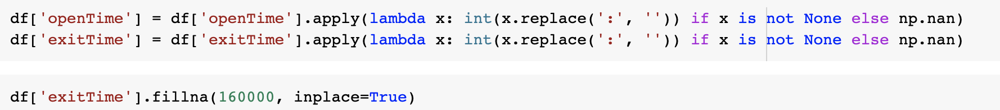 df['openTime'] = df['openTime'].apply(lambda x: int(x.replace(':', '')) if x is not None else np.nan)
df['exitTime'] = df['exitTime'].apply(lambda x: int(x.replace(':', '')) if x is not None else np.nan)
df['exitTime'].fillna(160000, inplace=True)